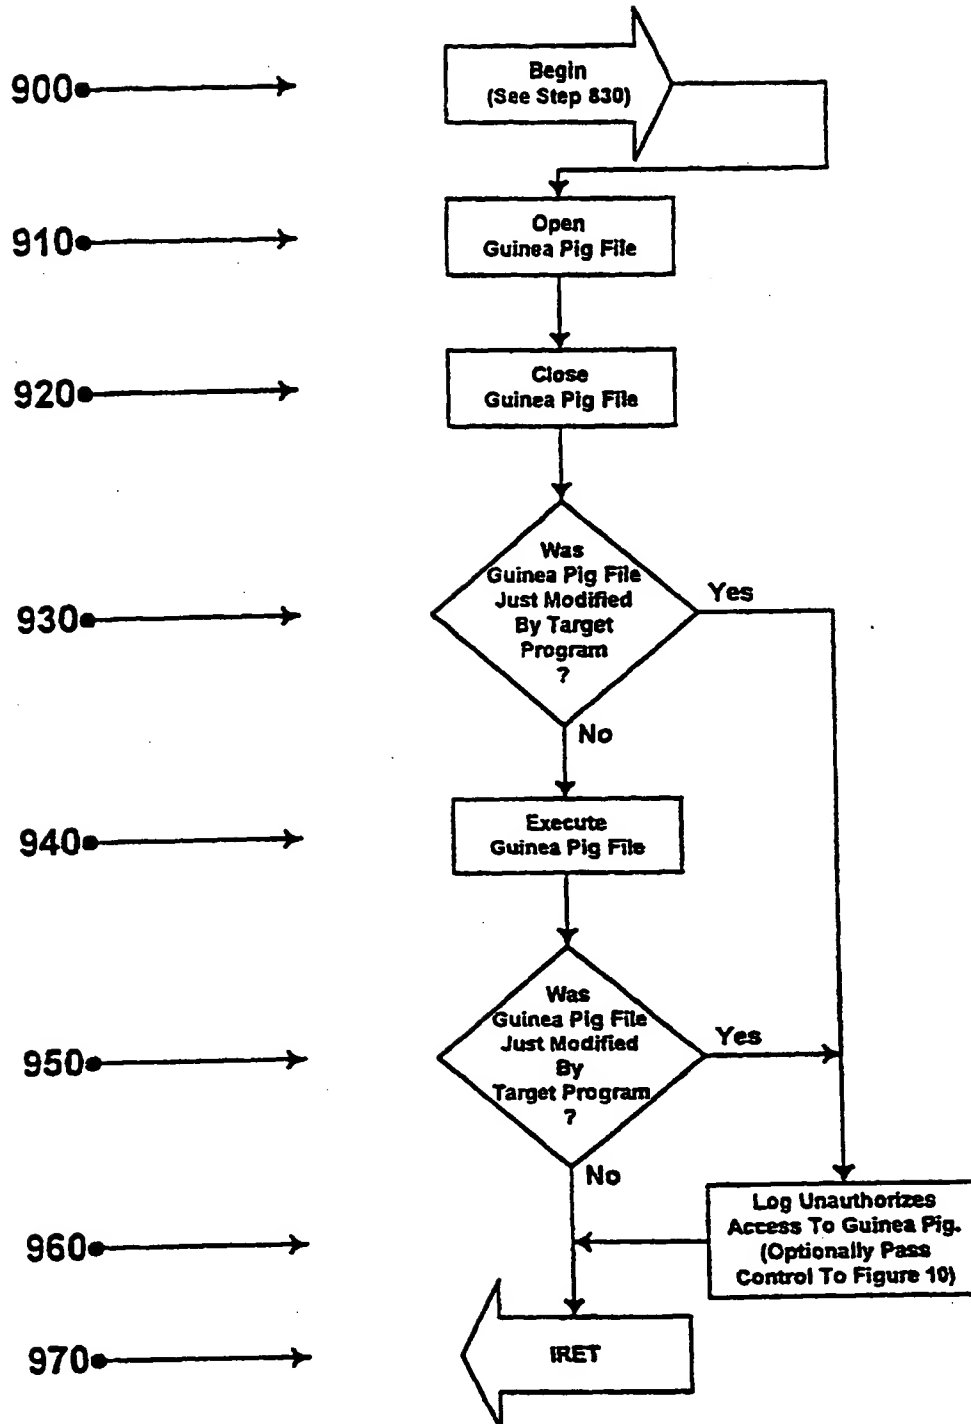 900
Begin
(See Step 830)
910
Open
Guinea Pig File
920
Close
Guinea Pig File
930
Was
Guinea Pig File
Just Modified
By Target
Program
?
Yes
No
940
Execute
Guinea Pig File
950
Was
Guinea Pig File
Just Modified
By
Target Program
?
Yes
No
960
Log Unauthorizes
Access To Guinea Pig.
(Optionally Pass
Control To Figure 10)
970
IRET